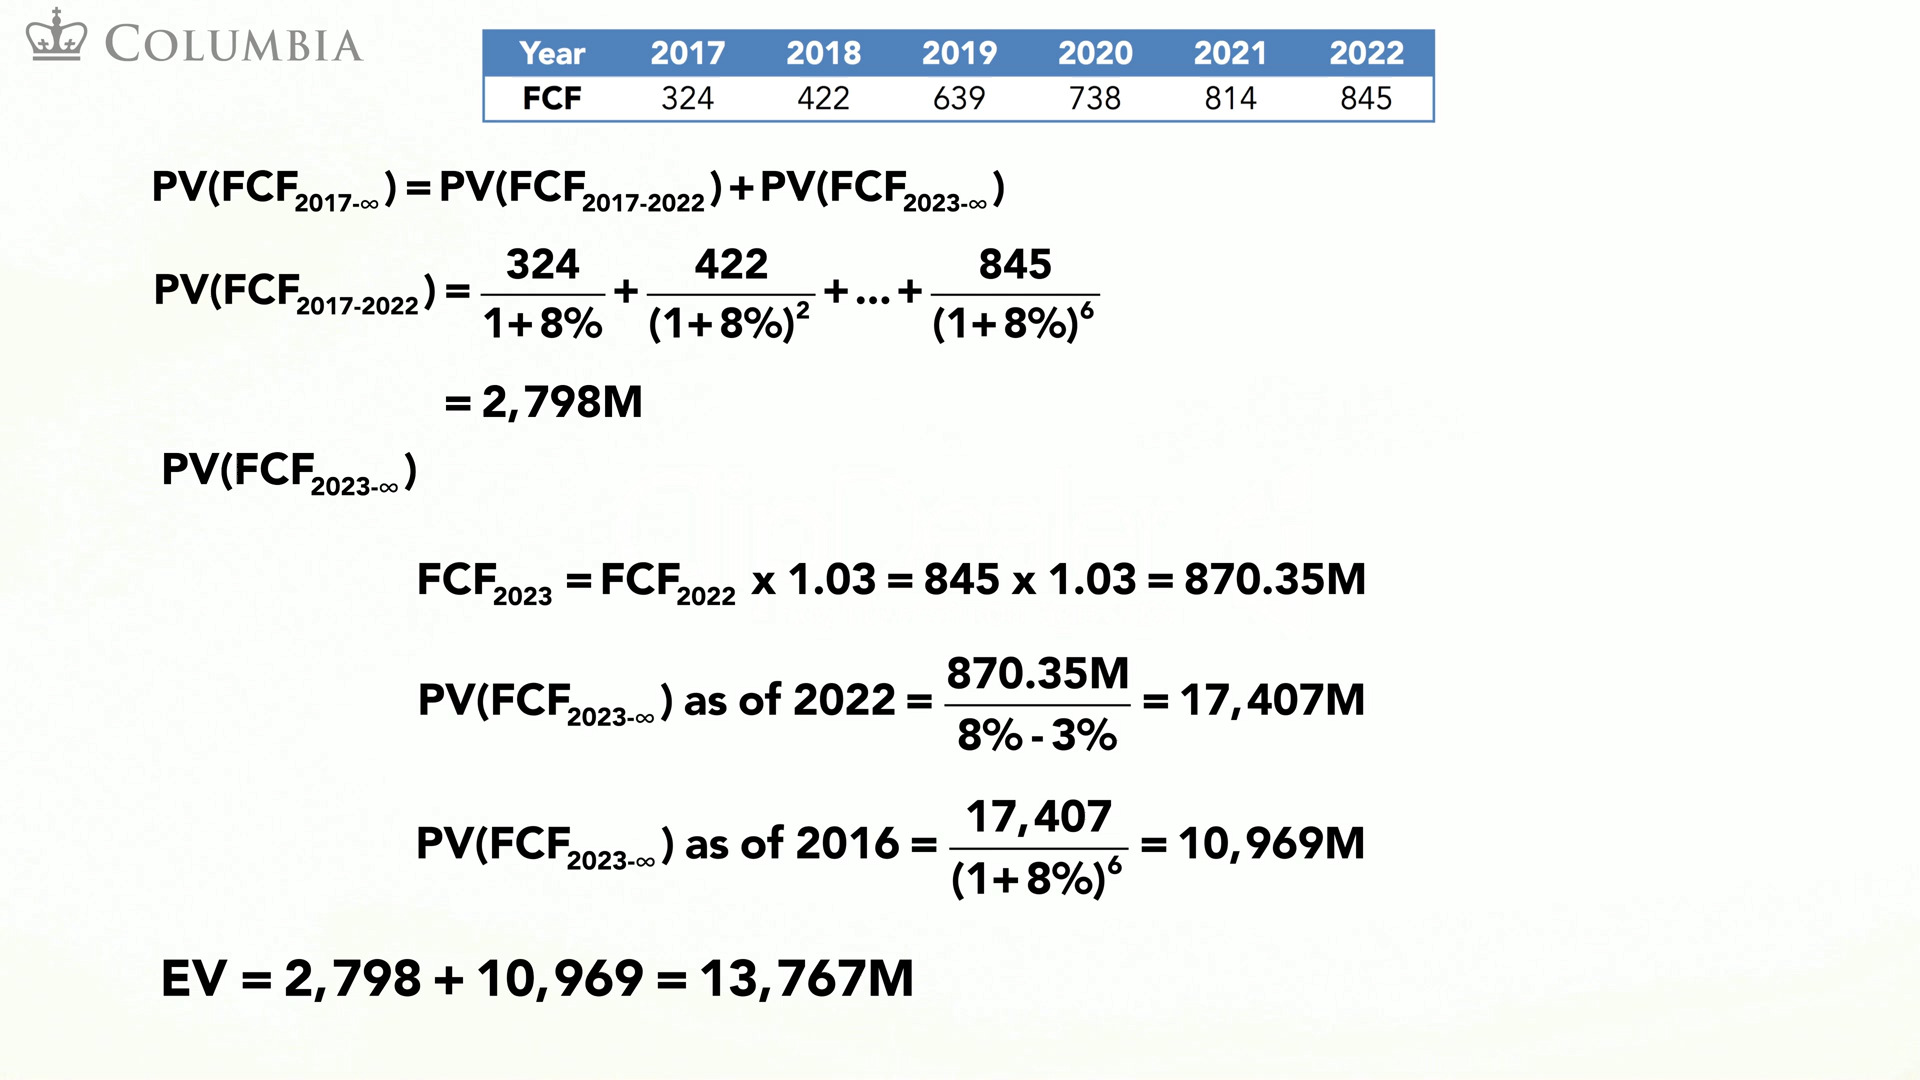 COLUMBIA
Year 2017 2018 2019 2020 2021 2022
FCF 324 422 639 738 814 845
PV(FCF2017-∞) = PV(FCF2017-2022) + PV(FCF2023-∞)
PV(FCF2017-2022) = 324 / 1+8% + 422 / (1+8%)^2 + ... + 845 / (1+8%)^6
= 2,798M
PV(FCF2023-∞)
FCF2023 = FCF2022 x 1.03 = 845 x 1.03 = 870.35M
PV(FCF2023-∞) as of 2022 = 870.35M / 8% - 3% = 17,407M
PV(FCF2023-∞) as of 2016 = 17,407 / (1+8%)^6 = 10,969M
EV = 2,798 + 10,969 = 13,767M